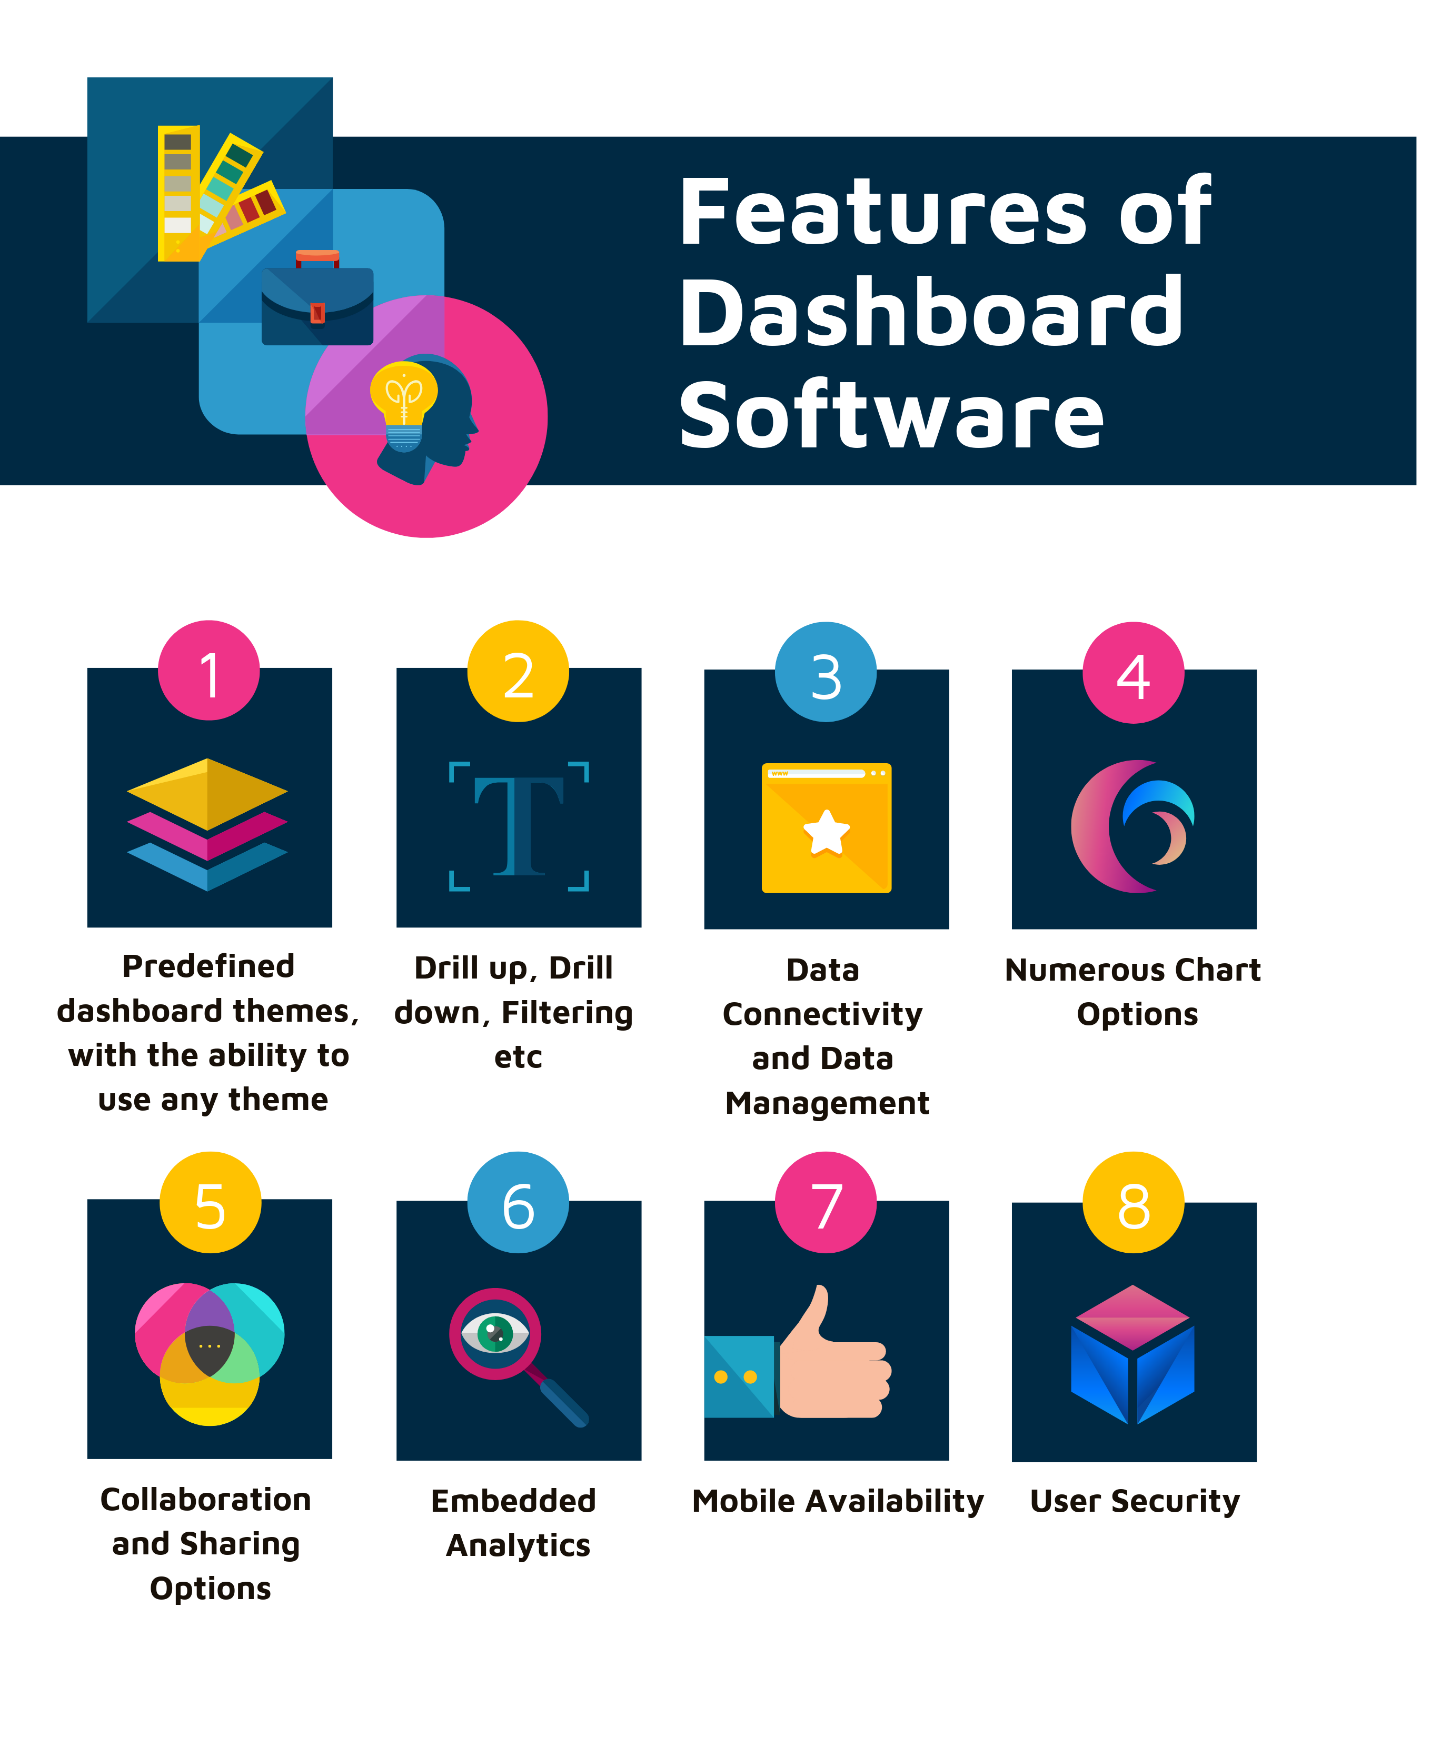 Features of
Dashboard
Software
1
2
3
4
T
www
Predefined
dashboard themes,
with the ability to
use any theme
Drill up, Drill
down, Filtering
etc
Data
Connectivity
and Data
Management
Numerous Chart
Options
5
6
7
8
Collaboration
and Sharing
Options
Embedded
Analytics
Mobile Availability
User Security